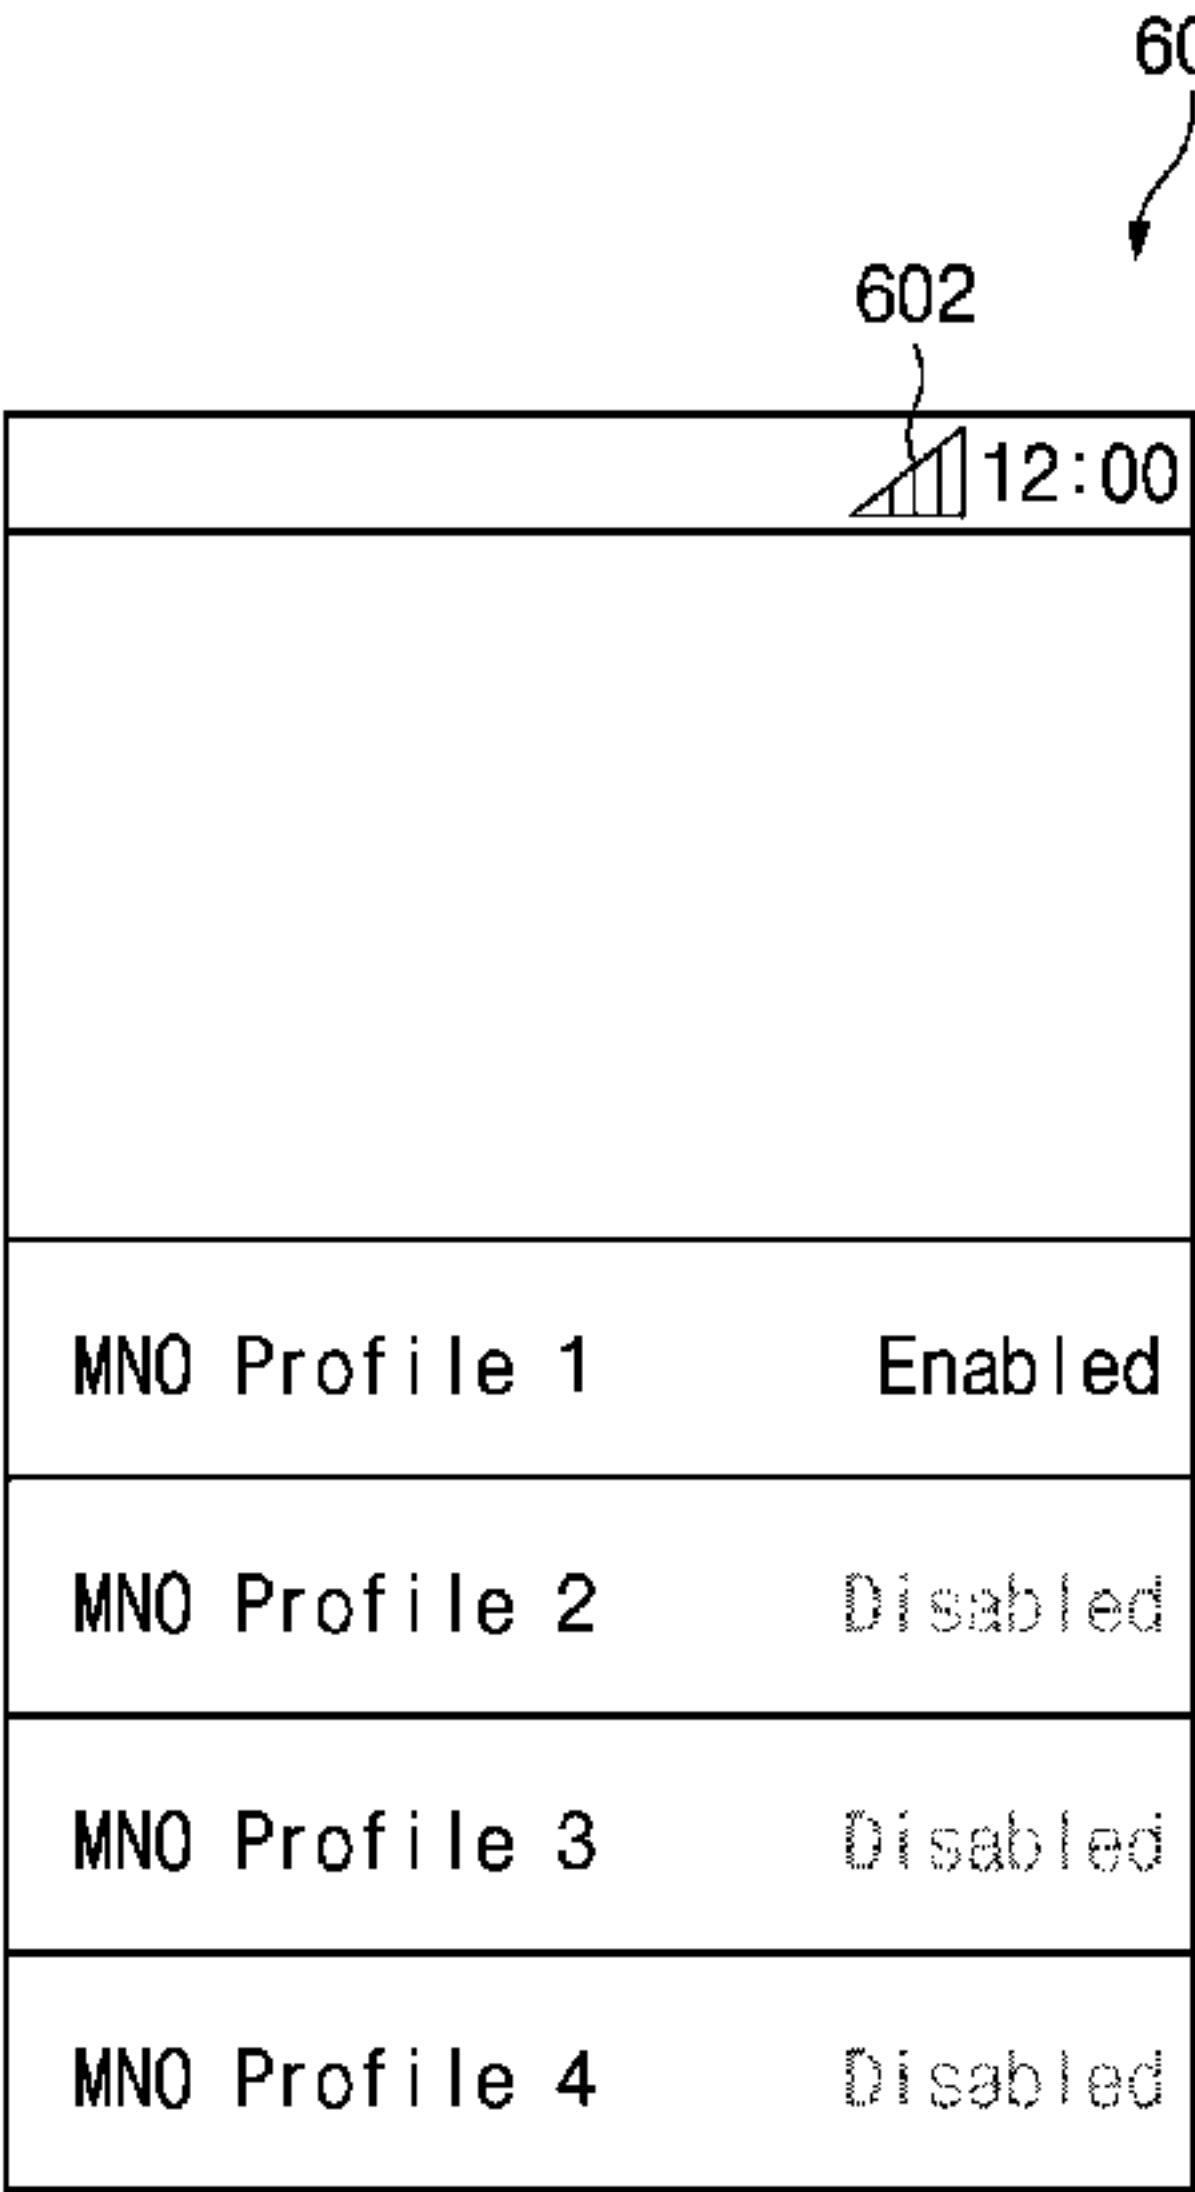 602
12:00
MNO Profile 1 Enabled
MNO Profile 2 Disabled
MNO Profile 3 Disabled
MNO Profile 4 Disabled